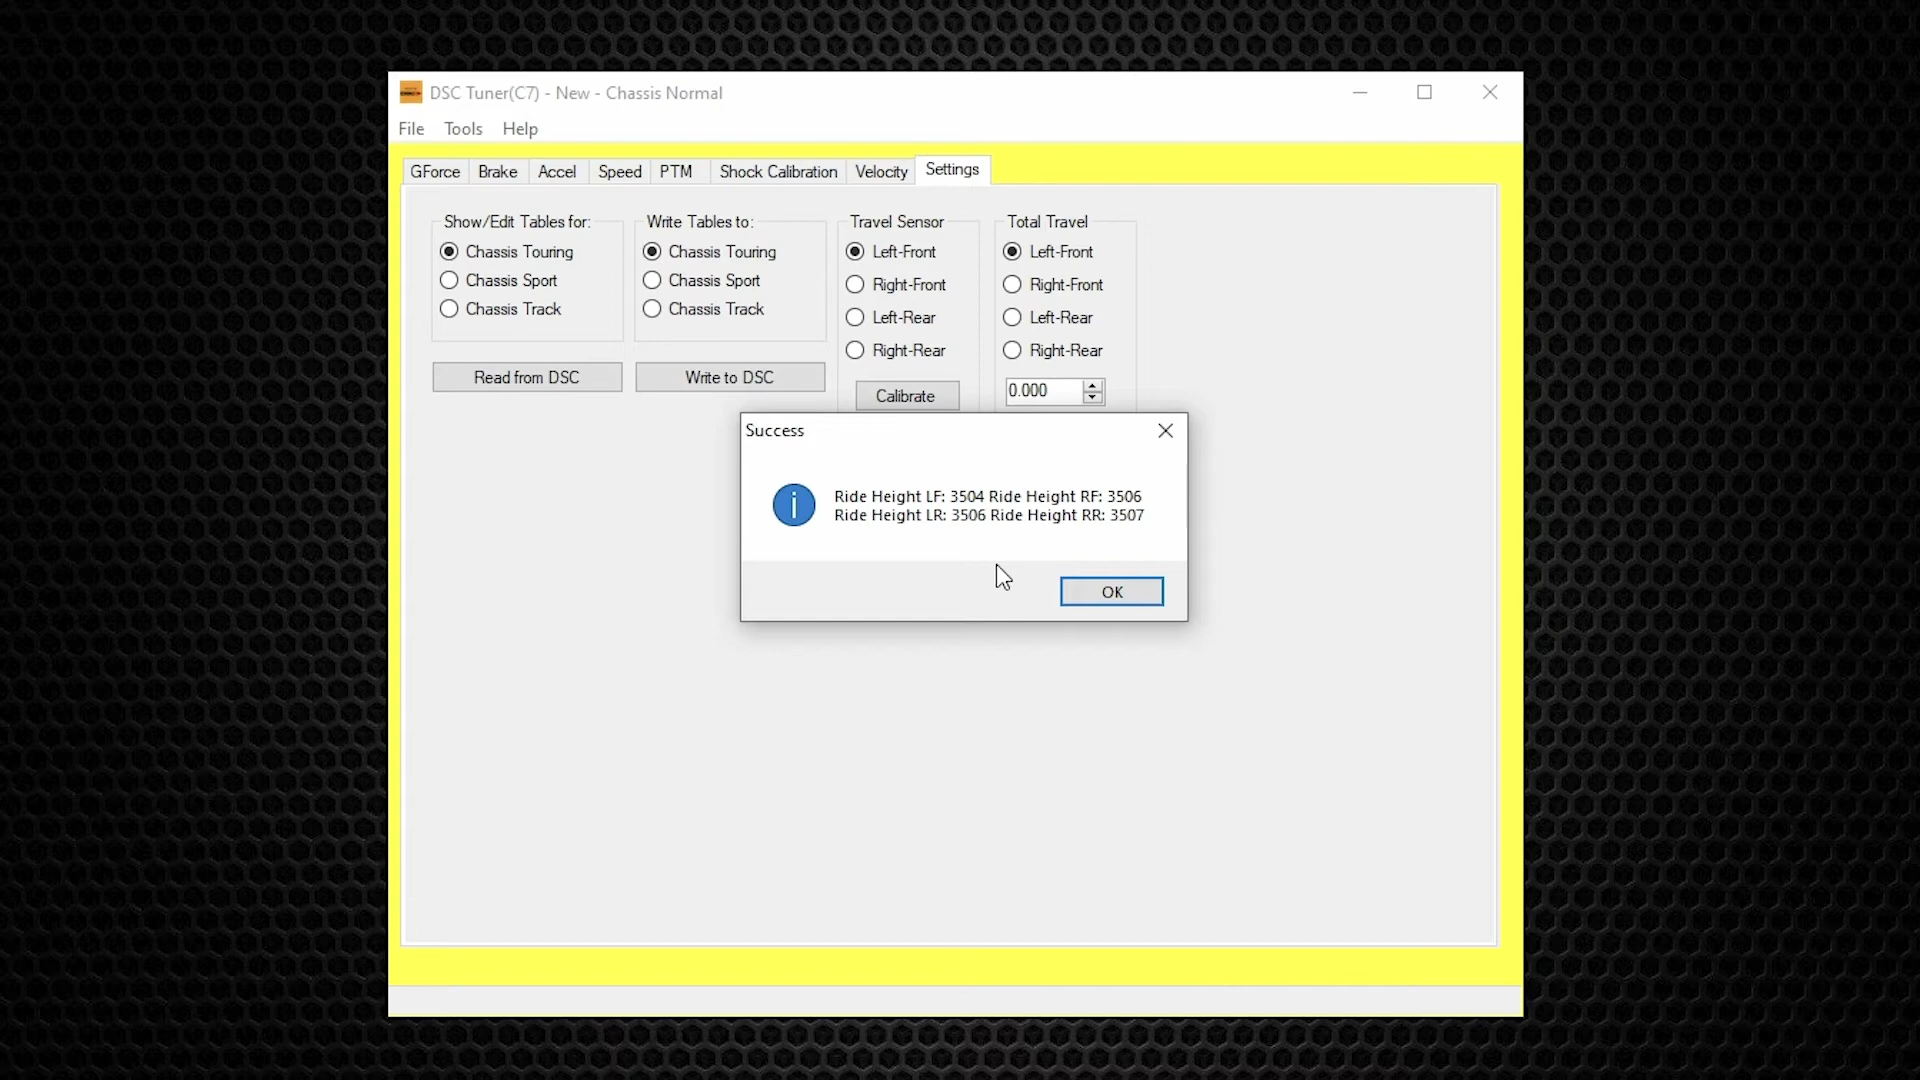 DSC Tuner(C7) - New - Chassis Normal
File Tools Help
GForce Brake Accel Speed PTM Shock Calibration Velocity Settings
Show/Edit Tables for: Write Tables to: Travel Sensor Total Travel
Chassis Touring Chassis Touring Left-Front Left-Front
Chassis Sport Chassis Sport Right-Front Right-Front
Chassis Track Chassis Track Left-Rear Left-Rear
Right-Rear Right-Rear
Read from DSC Write to DSC Calibrate 0.000
Success
Ride Height LF: 3504 Ride Height RF: 3506
Ride Height LR: 3506 Ride Height RR: 3507
OK